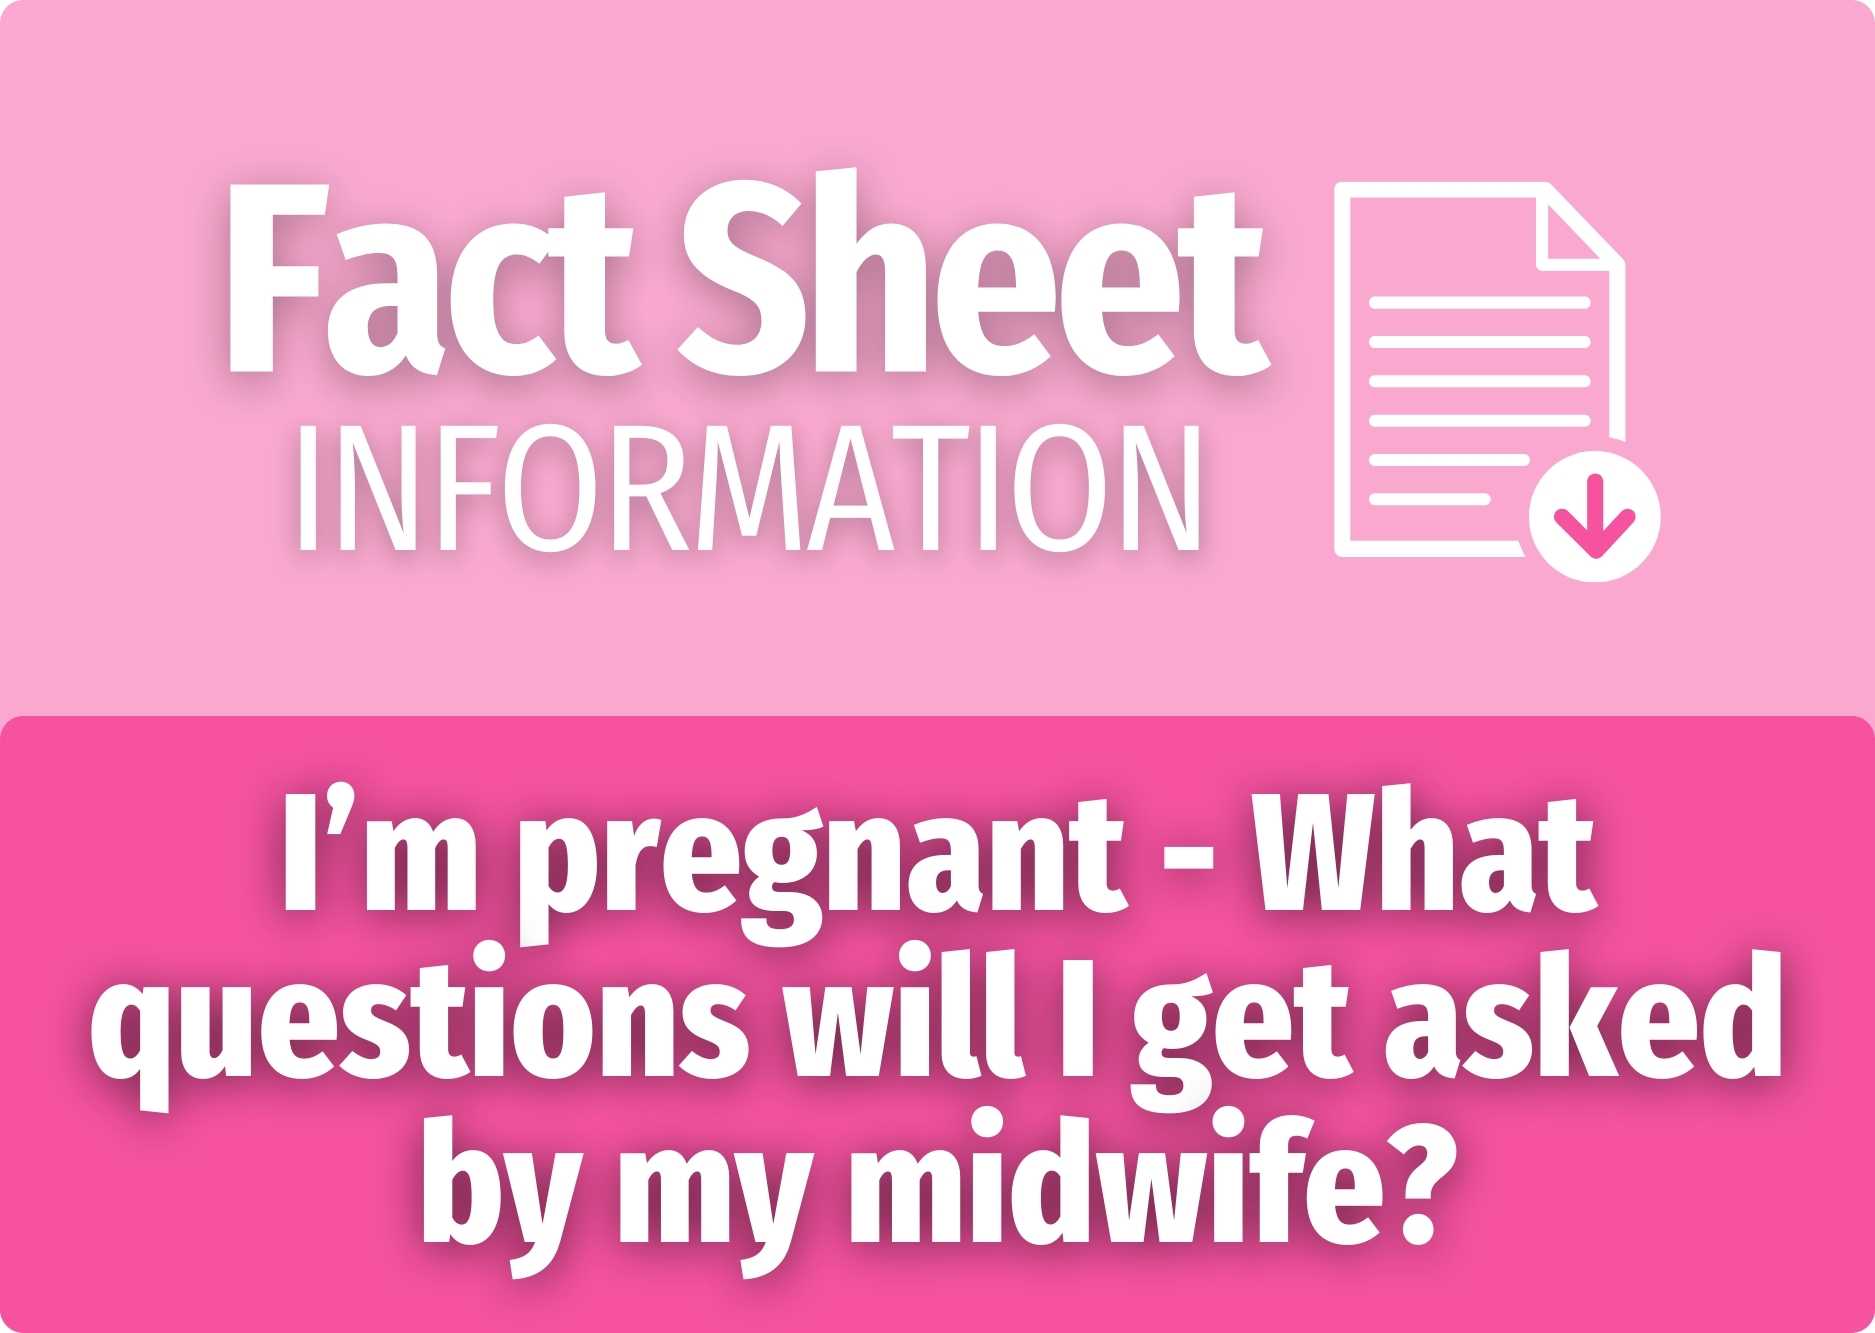 Fact Sheet
INFORMATION
I’m pregnant - What
questions will I get asked
by my midwife?